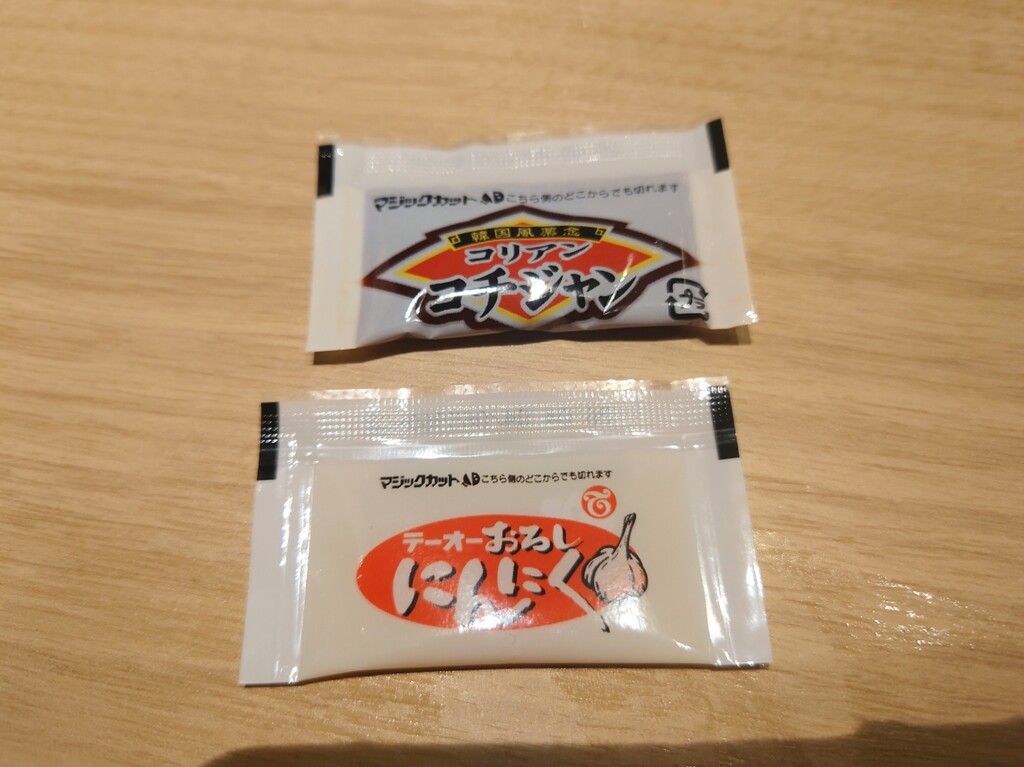 マジックカット こちら側のどこからでも切れます
韓国風薬念
コリアン
コチジャン
プラ
マジックカット こちら側のどこからでも切れます
テーオーおろし
にんにく